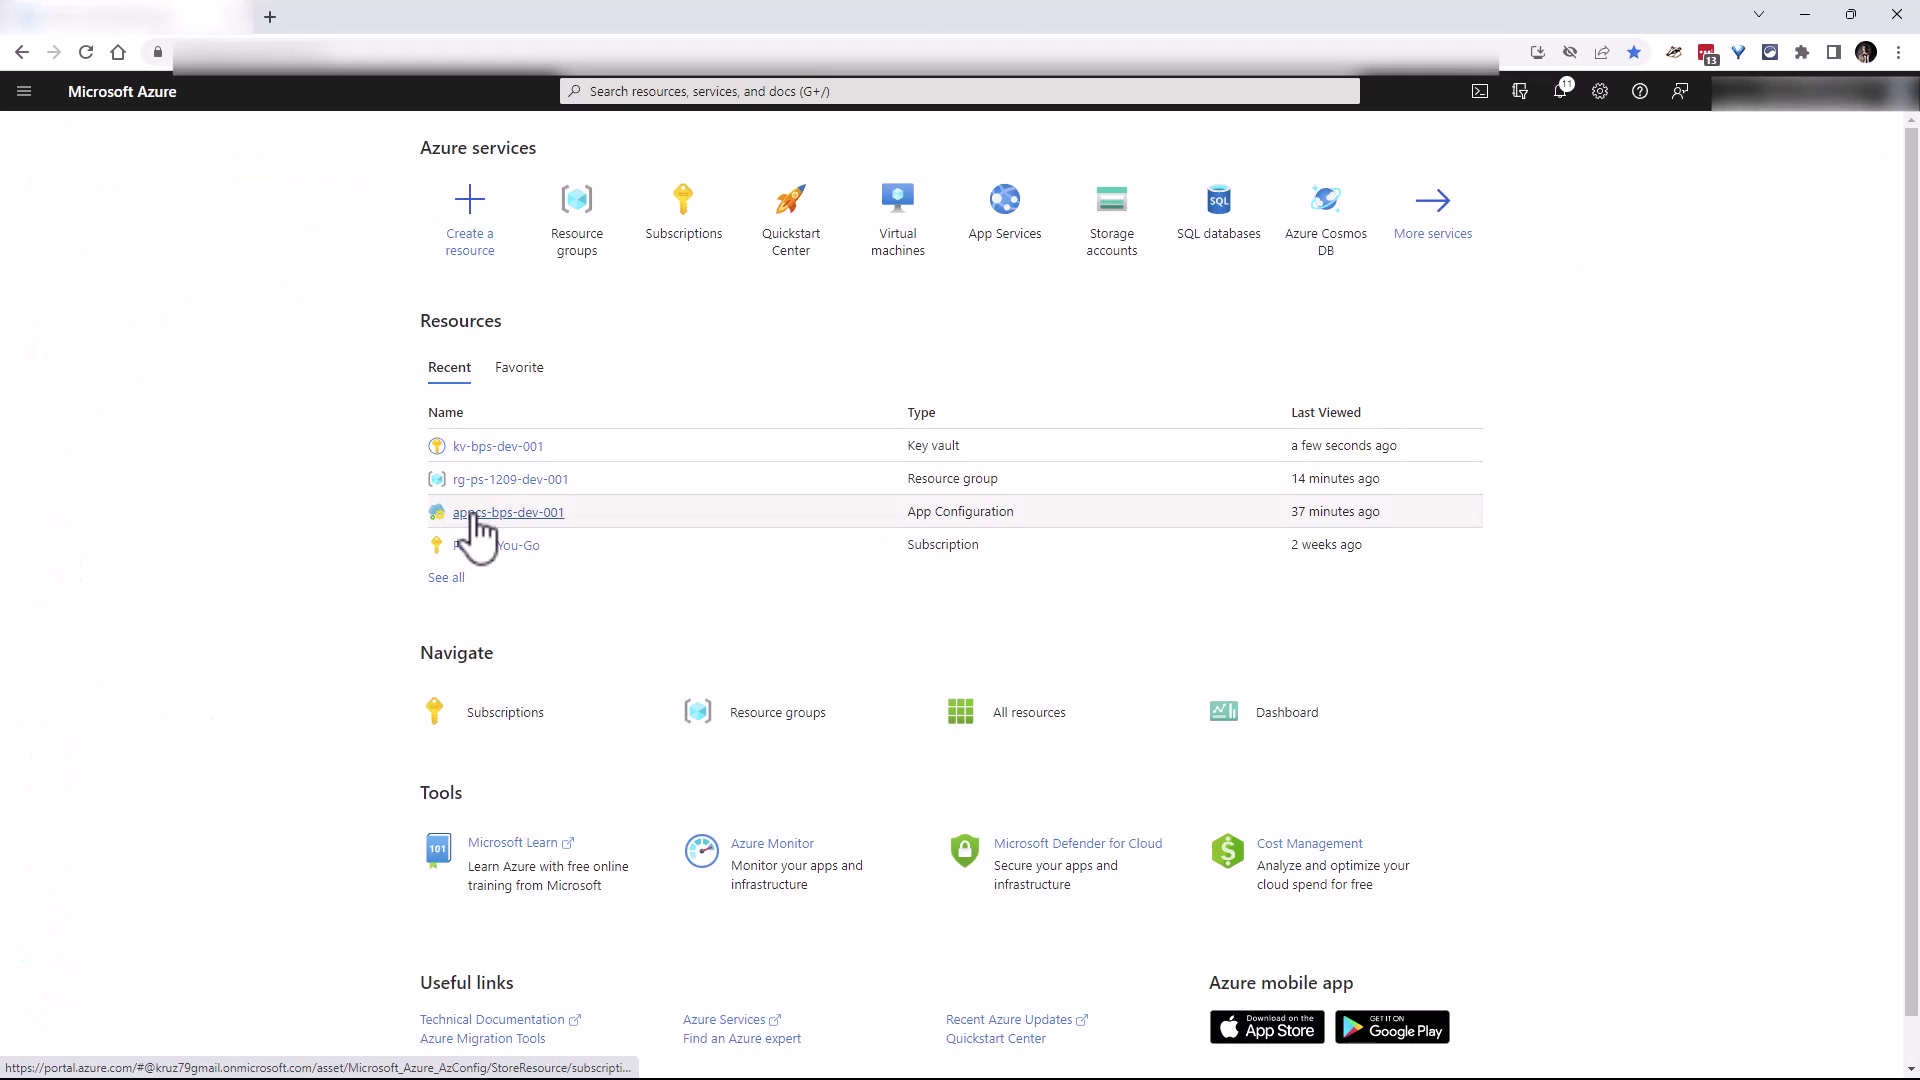 Microsoft Azure
Search resources, services, and docs (G+/)
11
13
Azure services
Create a resource
Resource groups
Subscriptions
Quickstart Center
Virtual machines
App Services
SQL
Storage accounts
SQL databases
Azure Cosmos DB
More services
Resources
Recent Favorite
Name Type Last Viewed
kv-bps-dev-001 Key vault a few seconds ago
rg-ps-1209-dev-001 Resource group 14 minutes ago
appcs-bps-dev-001 App Configuration 37 minutes ago
You-Go Subscription 2 weeks ago
See all
Navigate
Subscriptions Resource groups All resources Dashboard
Tools
101
Microsoft Learn
Learn Azure with free online
training from Microsoft
Azure Monitor
Monitor your apps and
infrastructure
Microsoft Defender for Cloud
Secure your apps and
infrastructure
Cost Management
Analyze and optimize your
cloud spend for free
Useful links
Technical Documentation
Azure Migration Tools
Azure Services
Find an Azure expert
Recent Azure Updates
Quickstart Center
Azure mobile app
Download on the
App Store
GET IT ON
Google Play
https://portal.azure.com/#@kruz79gmail.onmicrosoft.com/asset/Microsoft_Azure_AzConfig/StoreResource/subscripti...